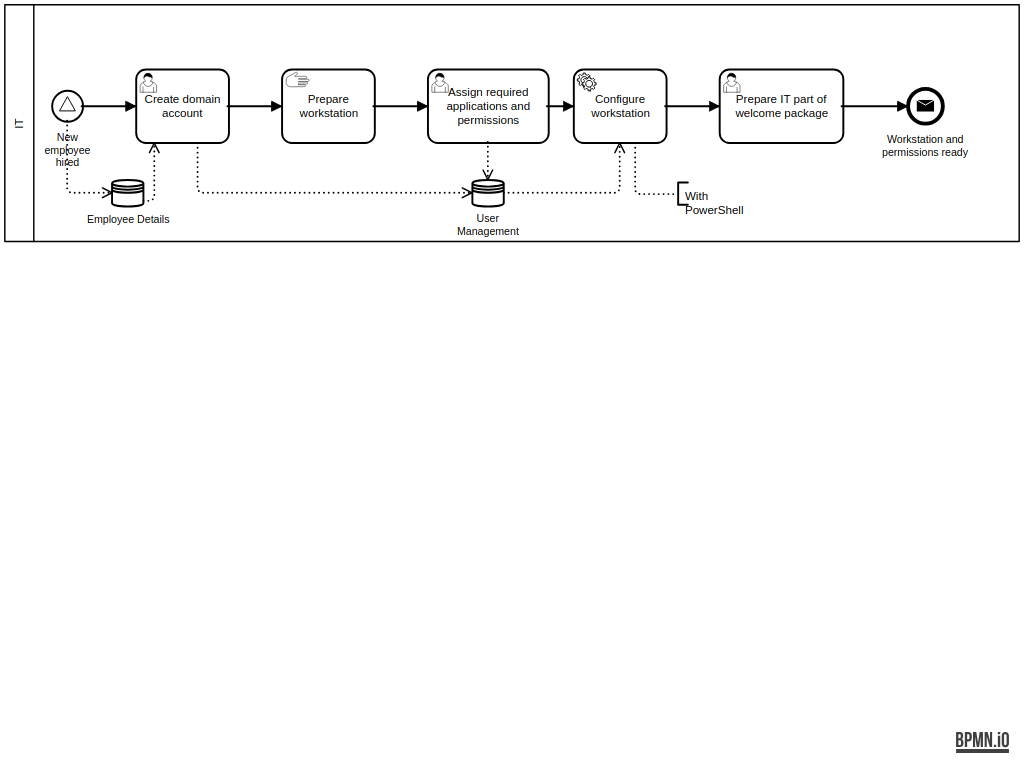 IT
New
employee
hired
Create domain
account
Prepare
workstation
Assign required
applications and
permissions
Configure
workstation
Prepare IT part of
welcome package
Workstation and
permissions ready
Employee Details
User
Management
With
PowerShell
BPMN.iO